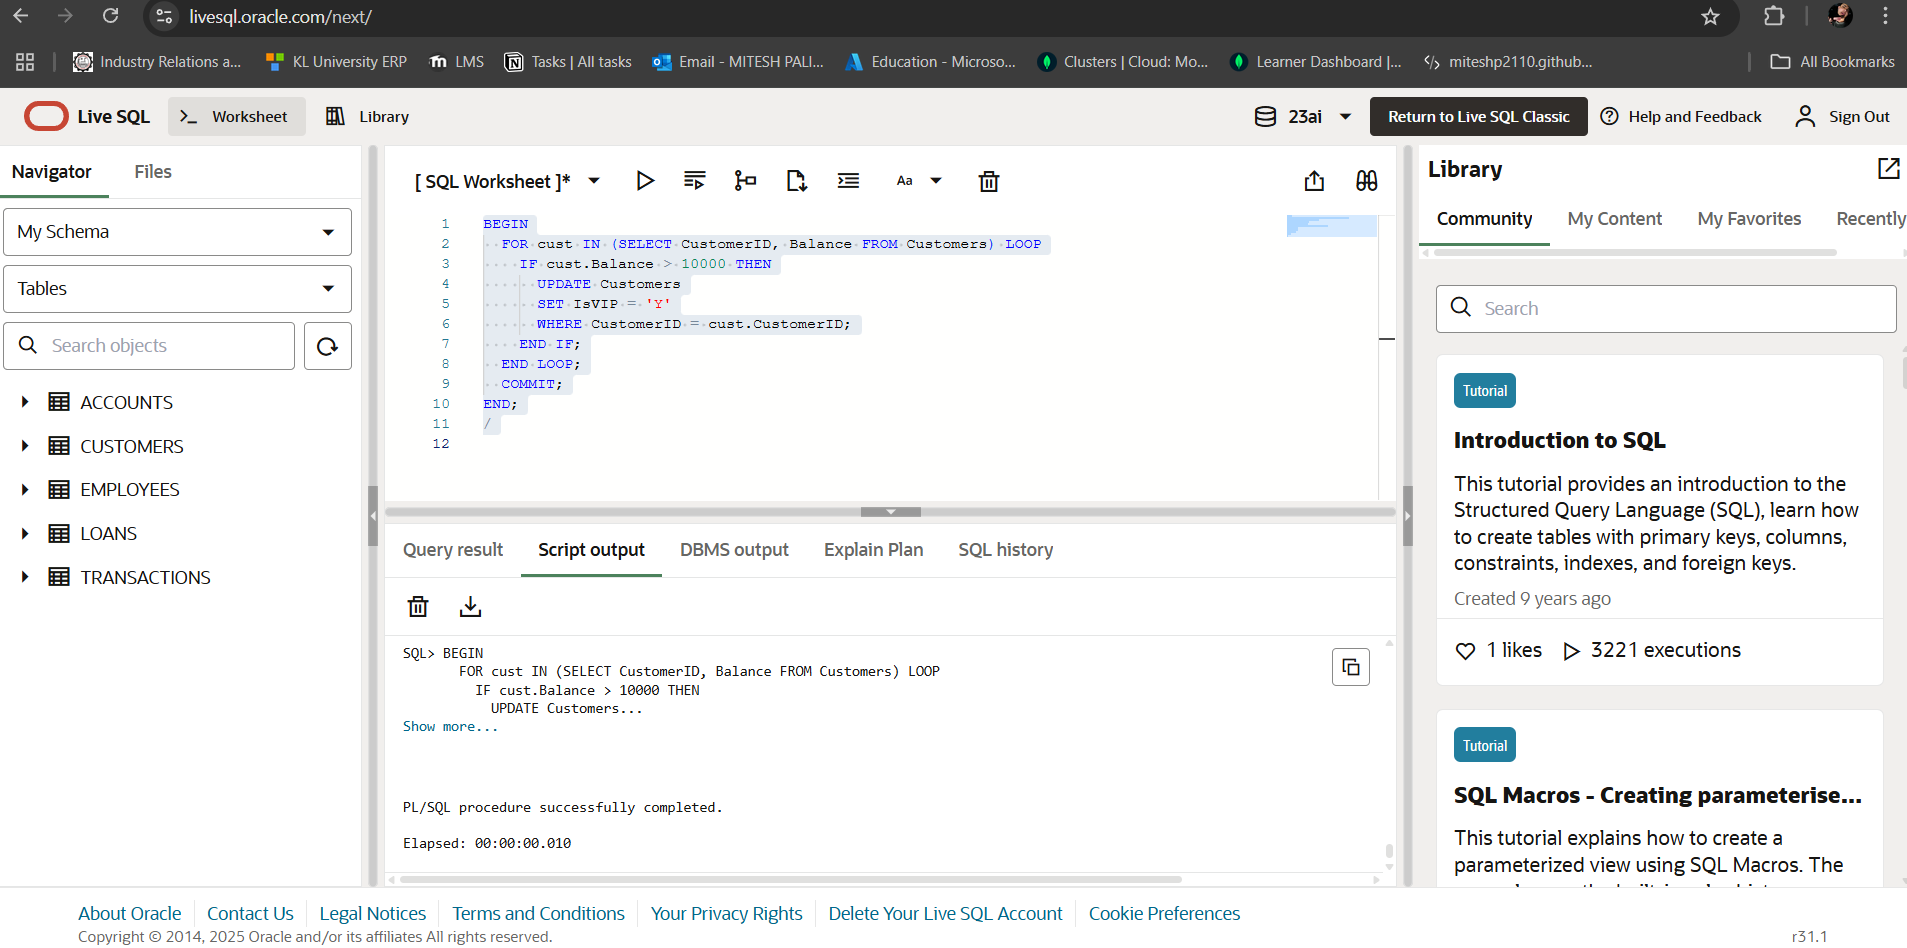 livesql.oracle.com/next/
Industry Relations a...
KL University ERP
LMS
Tasks | All tasks
Email - MITESH PALI...
Education - Microso...
Clusters | Cloud: Mo...
Learner Dashboard |...
miteshp2110.github...
All Bookmarks
Live SQL
Worksheet
Library
23ai
Return to Live SQL Classic
Help and Feedback
Sign Out
Navigator
Files
My Schema
Tables
Search objects
ACCOUNTS
CUSTOMERS
EMPLOYEES
LOANS
TRANSACTIONS
[ SQL Worksheet ]*
Aa
1 BEGIN
2 FOR cust IN (SELECT CustomerID, Balance FROM Customers) LOOP
3 IF cust.Balance > 10000 THEN
4 UPDATE Customers
5 SET IsVIP = 'Y'
6 WHERE CustomerID = cust.CustomerID;
7 END IF;
8 END LOOP;
9 COMMIT;
10 END;
11 /
12
Query result
Script output
DBMS output
Explain Plan
SQL history
SQL> BEGIN
FOR cust IN (SELECT CustomerID, Balance FROM Customers) LOOP
IF cust.Balance > 10000 THEN
UPDATE Customers...
Show more...
PL/SQL procedure successfully completed.
Elapsed: 00:00:00.010
Library
Community
My Content
My Favorites
Recently
Search
Tutorial
Introduction to SQL
This tutorial provides an introduction to the
Structured Query Language (SQL), learn how
to create tables with primary keys, columns,
constraints, indexes, and foreign keys.
Created 9 years ago
1 likes
3221 executions
Tutorial
SQL Macros - Creating parameterise...
This tutorial explains how to create a
parameterized view using SQL Macros. The
About Oracle
Contact Us
Legal Notices
Terms and Conditions
Your Privacy Rights
Delete Your Live SQL Account
Cookie Preferences
Copyright © 2014, 2025 Oracle and/or its affiliates All rights reserved.
r31.1